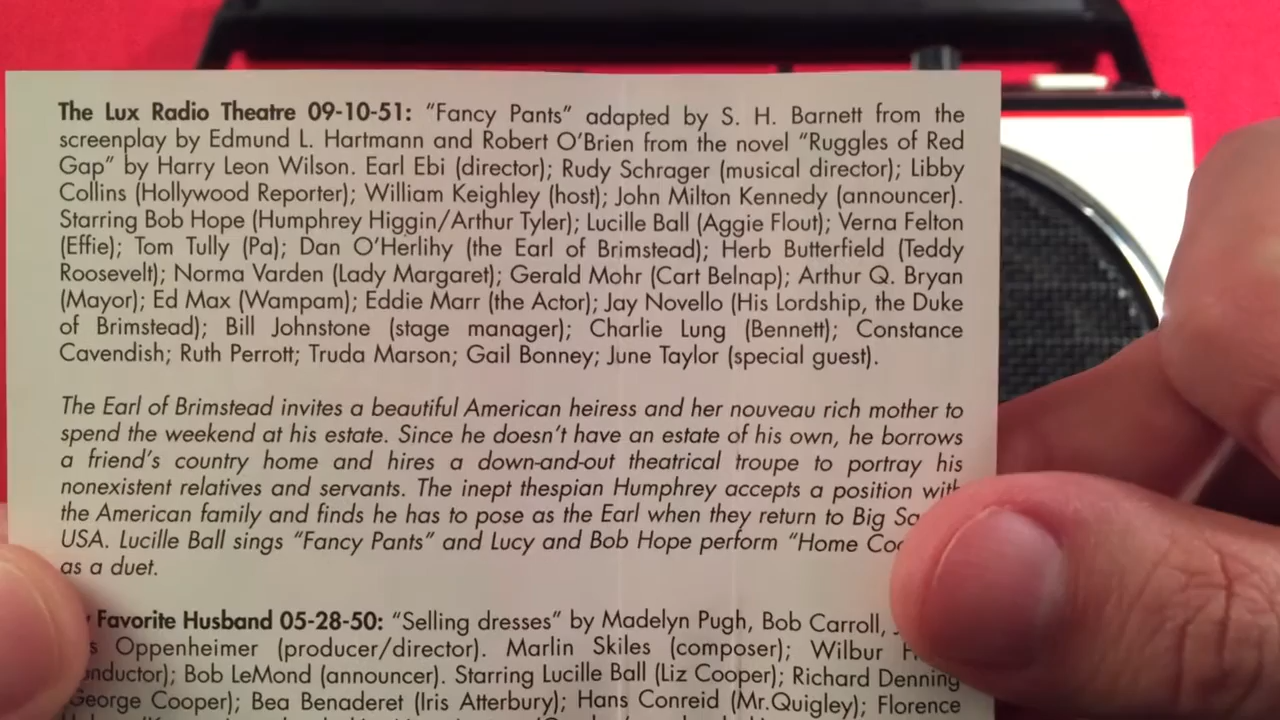 The Lux Radio Theatre 09-10-51: “Fancy Pants” adapted by S. H. Barnett from the
screenplay by Edmund L. Hartmann and Robert O’Brien from the novel “Ruggles of Red
Gap” by Harry Leon Wilson. Earl Ebi (director); Rudy Schrager (musical director); Libby
Collins (Hollywood Reporter); William Keighley (host); John Milton Kennedy (announcer).
Starring Bob Hope (Humphrey Higgin/Arthur Tyler); Lucille Ball (Aggie Flout); Verna Felton
(Effie); Tom Tully (Pa); Dan O’Herlihy (the Earl of Brimstead); Herb Butterfield (Teddy
Roosevelt); Norma Varden (Lady Margaret); Gerald Mohr (Cart Belnap); Arthur Q. Bryan
(Mayor); Ed Max (Wampam); Eddie Marr (the Actor); Jay Novello (His Lordship, the Duke
of Brimstead); Bill Johnstone (stage manager); Charlie Lung (Bennett); Constance
Cavendish; Ruth Perrott; Truda Marson; Gail Bonney; June Taylor (special guest).
The Earl of Brimstead invites a beautiful American heiress and her nouveau rich mother to
spend the weekend at his estate. Since he doesn’t have an estate of his own, he borrows
a friend’s country home and hires a down-and-out theatrical troupe to portray his
nonexistent relatives and servants. The inept thespian Humphrey accepts a position with
the American family and finds he has to pose as the Earl when they return to Big
USA. Lucille Ball sings “Fancy Pants” and Lucy and Bob Hope perform “Home
as a duet.
Favorite Husband 05-28-50: “Selling dresses” by Madelyn Pugh, Bob Carroll,
Oppenheimer (producer/director). Marlin Skiles (composer); Wilbur
Bob LeMond (announcer). Starring Lucille Ball (Liz Cooper); Richard Denning
George Cooper); Bea Benaderet (Iris Atterbury); Hans Conreid (Mr.Quigley); Florence